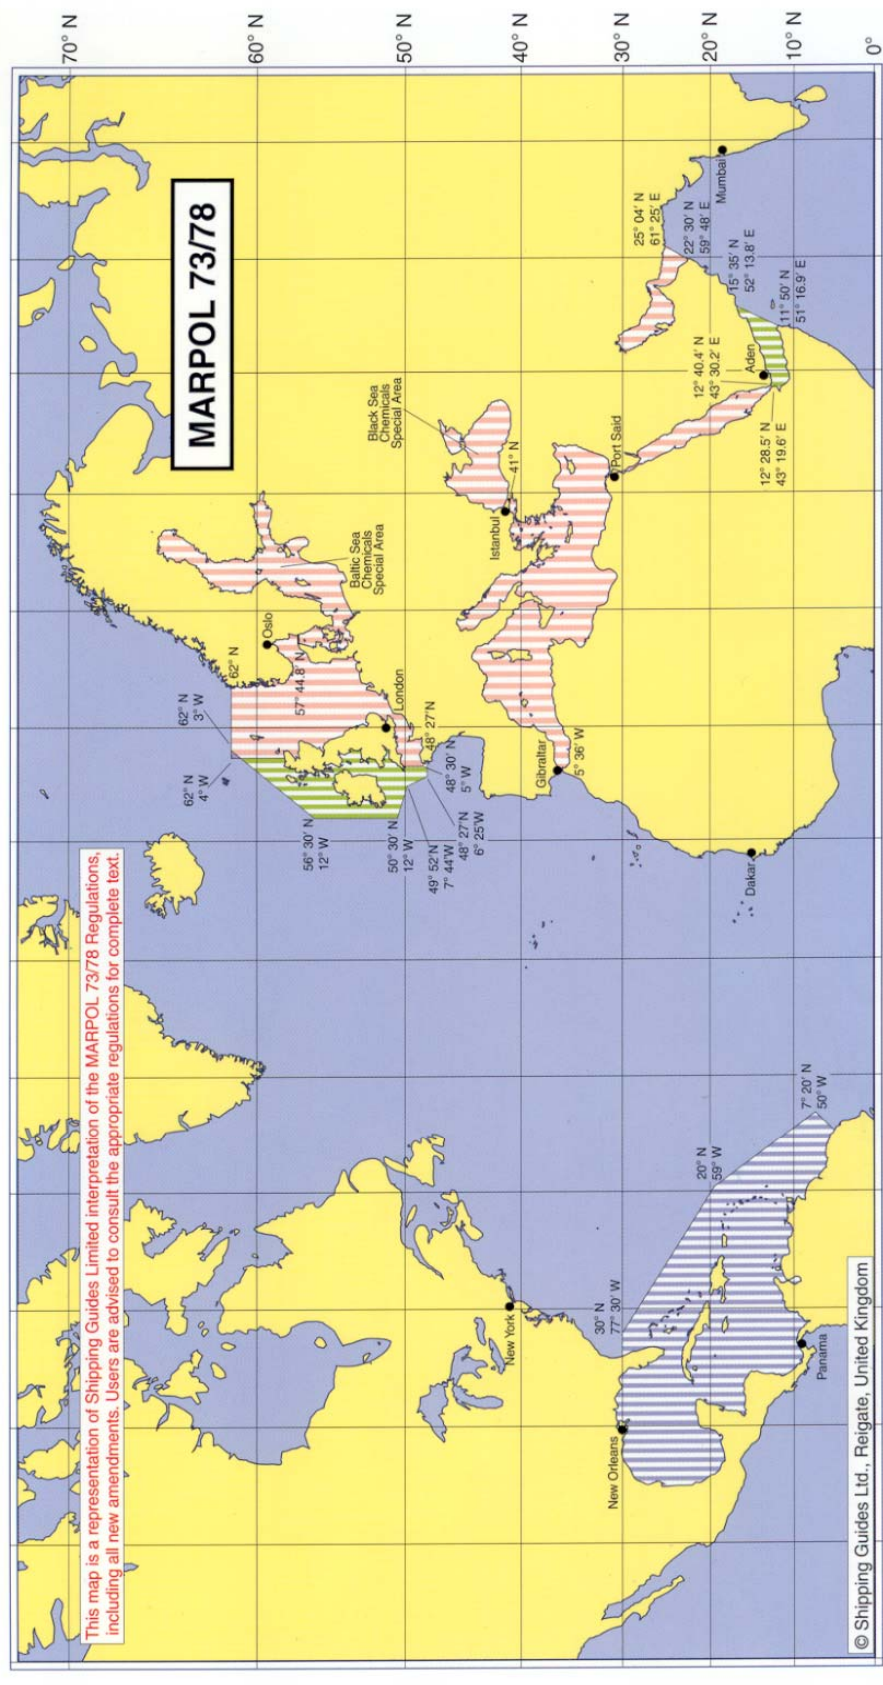 This map is a representation of Shipping Guides Limited interpretation of the MARPOL 73/78 Regulations,
including all new amendments. Users are advised to consult the appropriate regulations for complete text.
MARPOL 73/78
70° N
60° N
50° N
40° N
30° N
20° N
10° N
0°
62° N
4° W
62° N
3° W
62° N
Oslo
57° 44.8' N
Baltic Sea
Chemicals
Special Area
56° 30' N
12° W
50° 30' N
12° W
49° 52'N
7° 44'W
48° 27'N
6° 25'W
48° 30' N
5° W
48° 27'N
London
Black Sea
Chemicals
Special Area
Istanbul
41° N
Gibraltar
5° 36' W
Port Said
New York
30° N
77° 30' W
New Orleans
20° N
59° W
7° 20' N
50° W
Panama
Dakar
12° 28.5' N
43° 19.6' E
12° 40.4' N
43° 30.2' E
Aden
11° 50' N
51° 16.9' E
15° 35' N
52° 13.8' E
22° 30' N
59° 48' E
25° 04' N
61° 25' E
Mumbai
© Shipping Guides Ltd., Reigate, United Kingdom